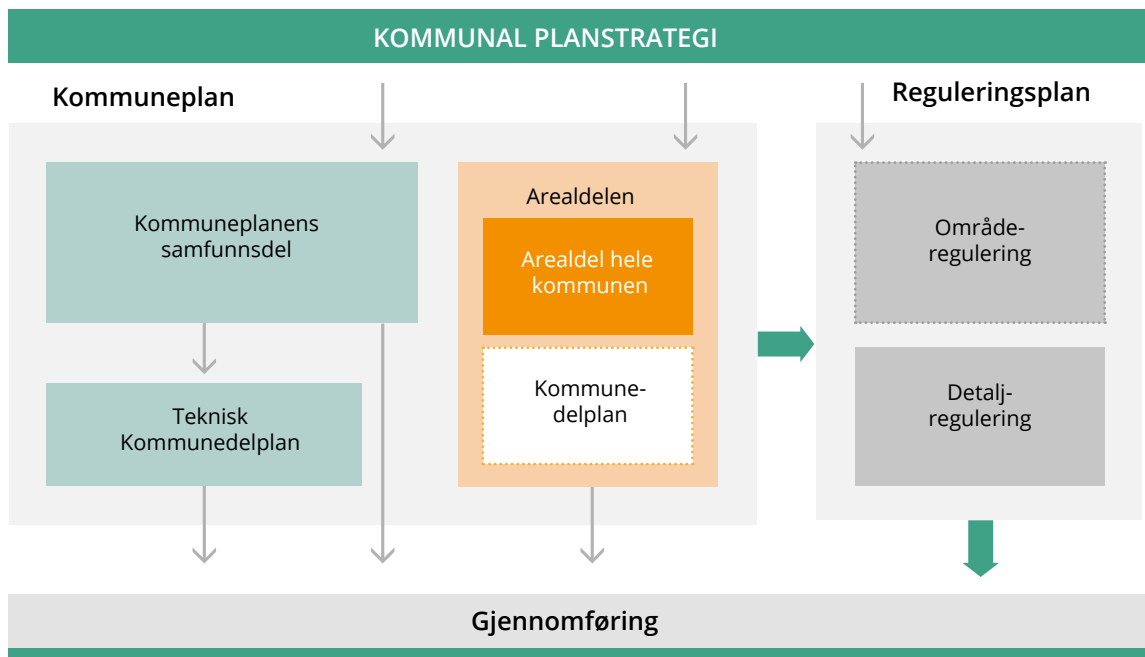 KOMMUNAL PLANSTRATEGI
Kommuneplan
Reguleringsplan
Kommuneplanens
samfunnsdel
Teknisk
Kommunedelplan
Arealdelen
Arealdel hele
kommunen
Kommune-
delplan
Område-
regulering
Detalj-
regulering
Gjennomføring